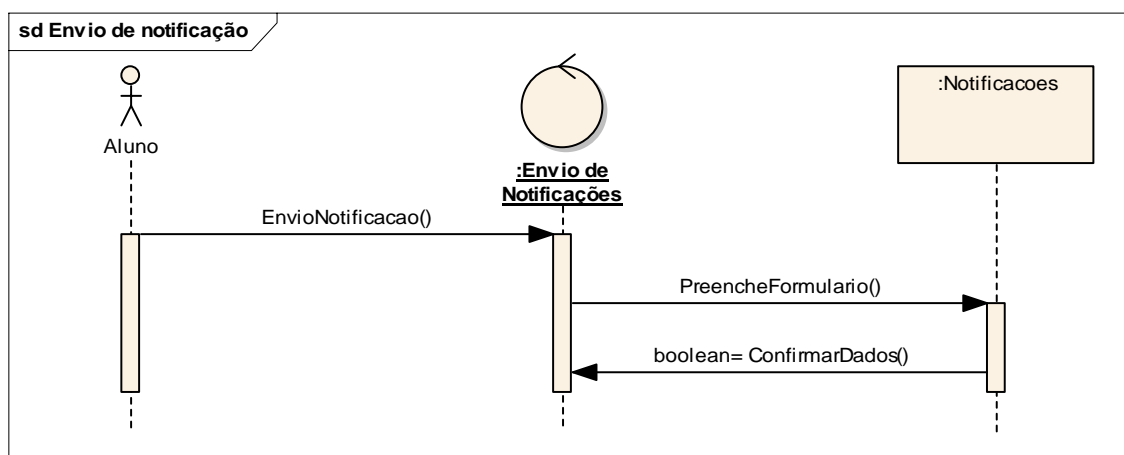 sd Envio de notificação
Aluno
:Envio de
Notificações
:Notificacoes
EnvioNotificacao()
PreencheFormulario()
boolean= ConfirmarDados()